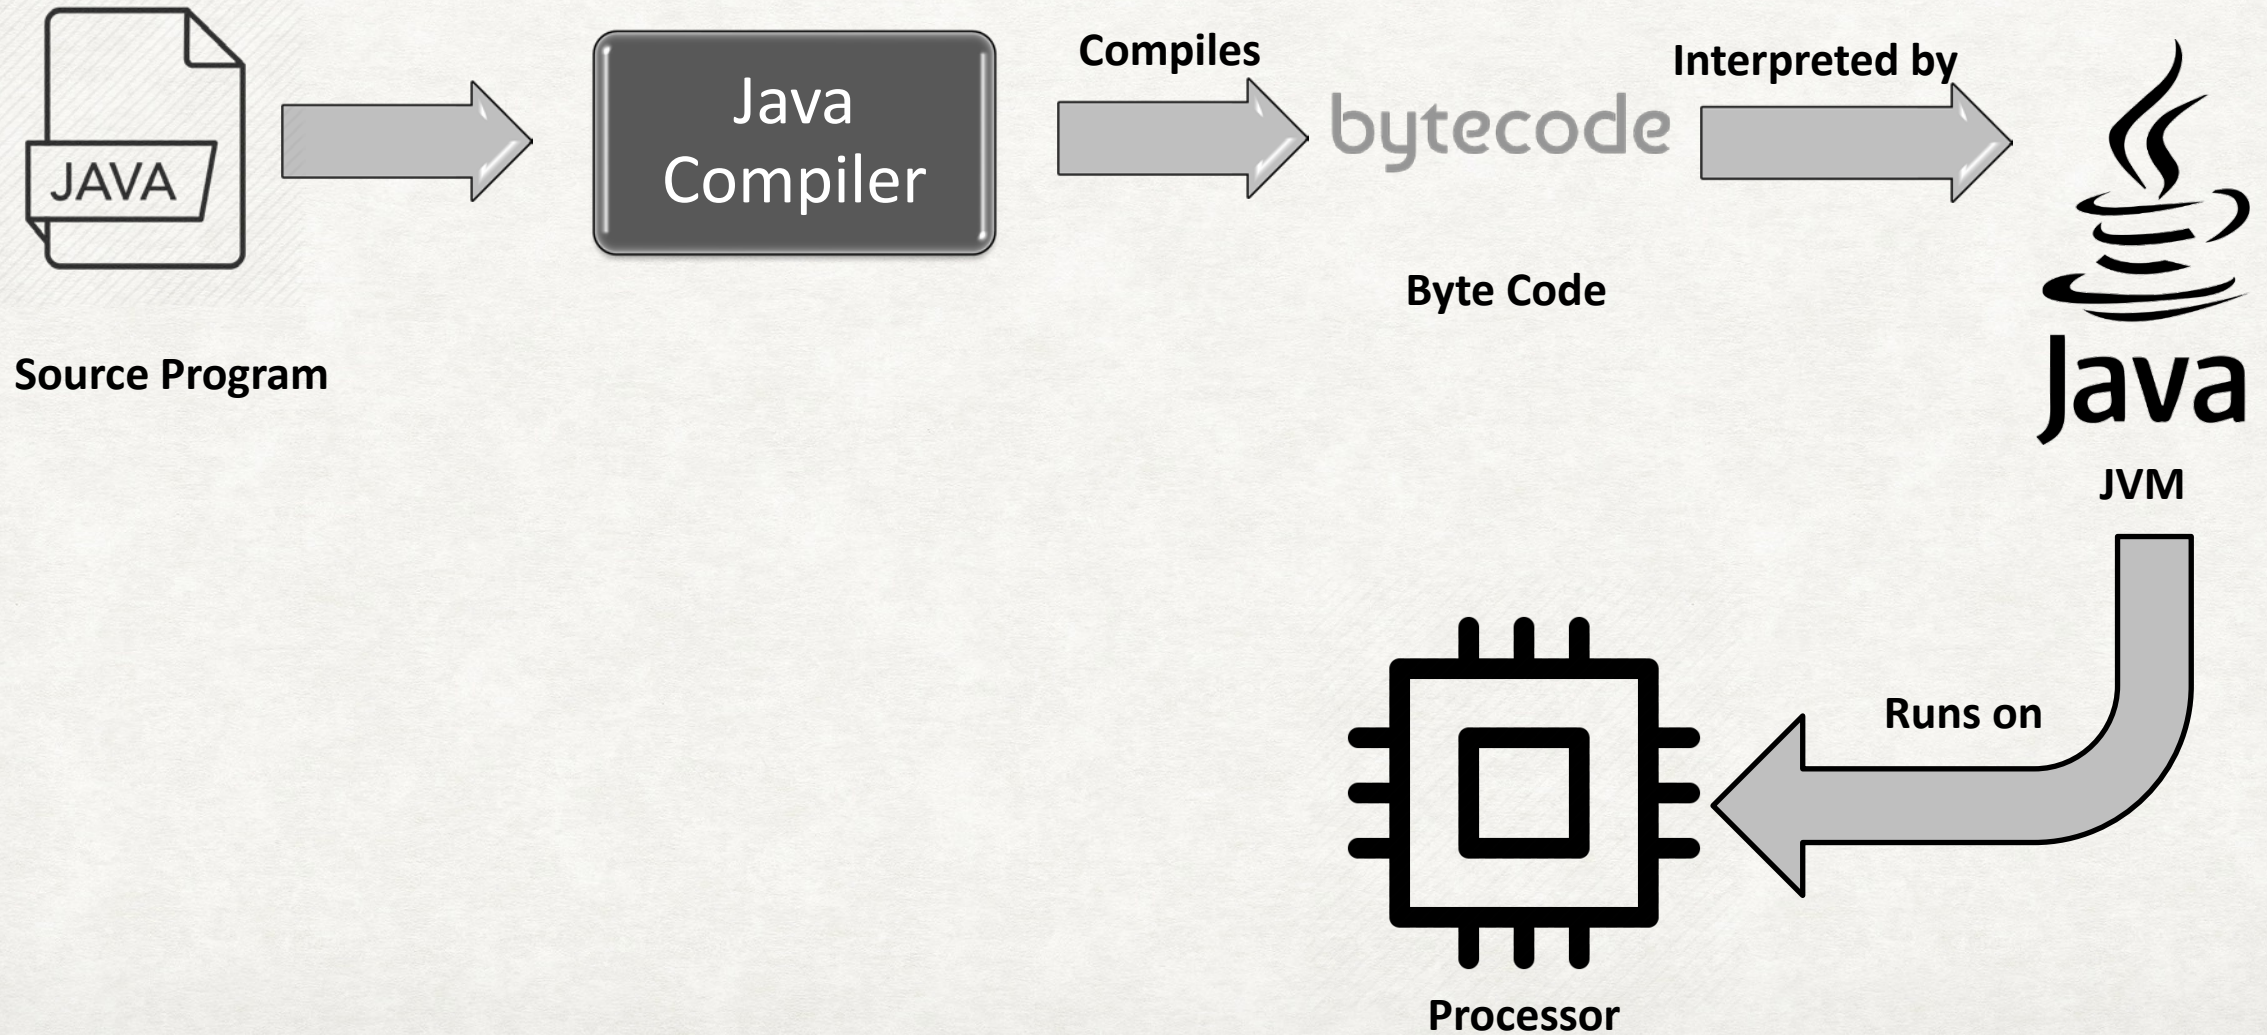 JAVA
Source Program
Java
Compiler
Compiles
bytecode
Byte Code
Interpreted by
Java
JVM
Runs on
Processor